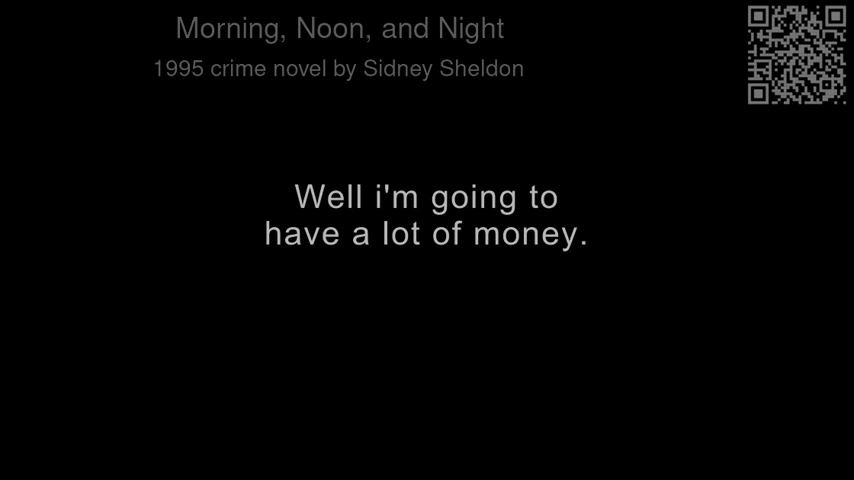 Morning, Noon, and Night
1995 crime novel by Sidney Sheldon
Well i'm going to
have a lot of money.